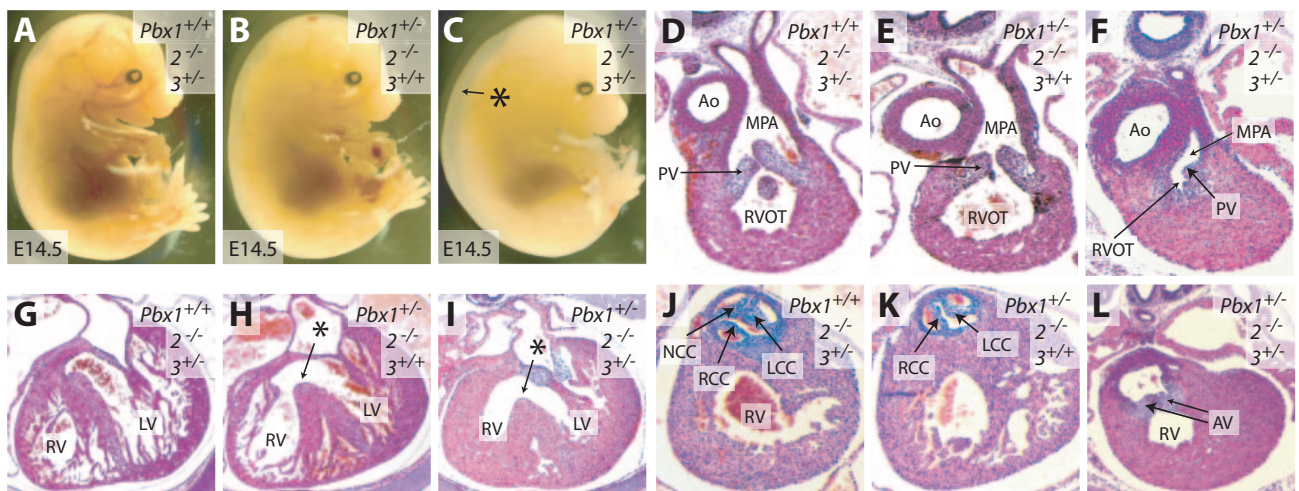 A
Pbx1+/+
2-/-
3+/-
E14.5
B
Pbx1+/-
2-/-
3+/+
E14.5
C
Pbx1+/-
2-/-
3+/-
*
E14.5
D
Pbx1+/+
2-/-
3+/-
Ao
MPA
PV
RVOT
E
Pbx1+/-
2-/-
3+/+
Ao
MPA
PV
RVOT
F
Pbx1+/-
2-/-
3+/-
Ao
MPA
PV
RVOT
G
Pbx1+/+
2-/-
3+/-
LV
RV
H
Pbx1+/-
2-/-
3+/+
*
LV
RV
I
Pbx1+/-
2-/-
3+/-
*
RV
LV
J
Pbx1+/+
2-/-
3+/-
NCC
RCC
LCC
RV
K
Pbx1+/-
2-/-
3+/+
RCC
LCC
L
Pbx1+/-
2-/-
3+/-
AV
RV